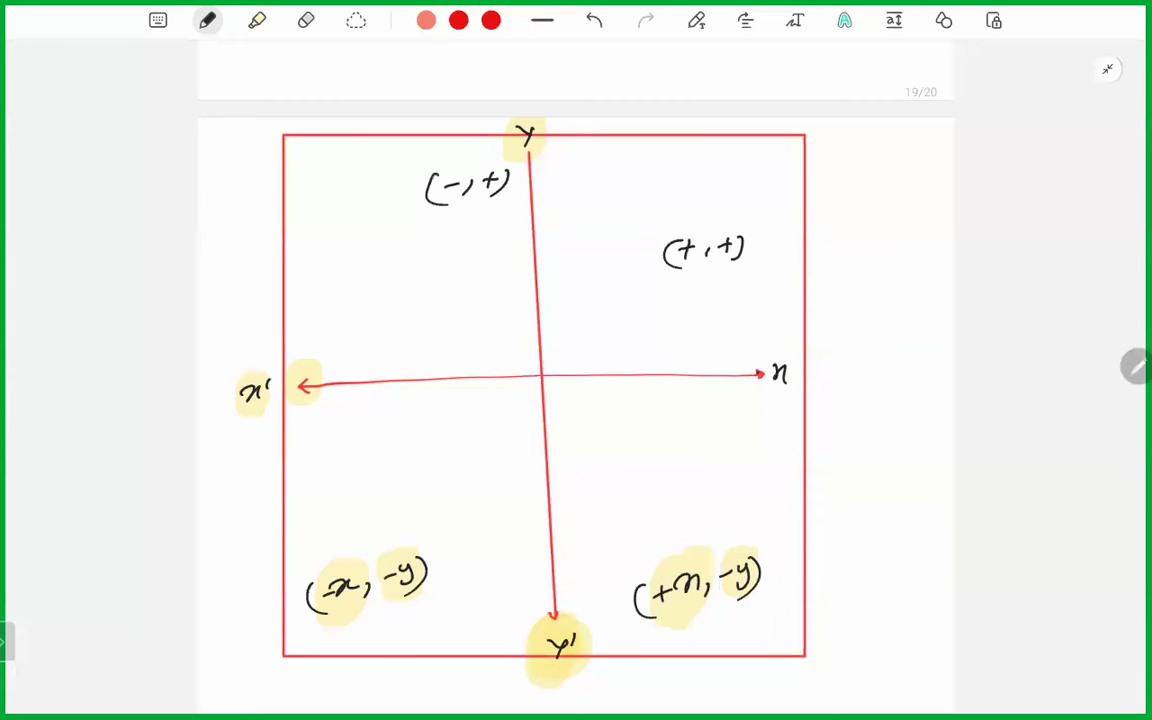 19/20
Y
(-,+)
(+,+)
x'
x
(-x, -y)
(+x, -y)
Y'